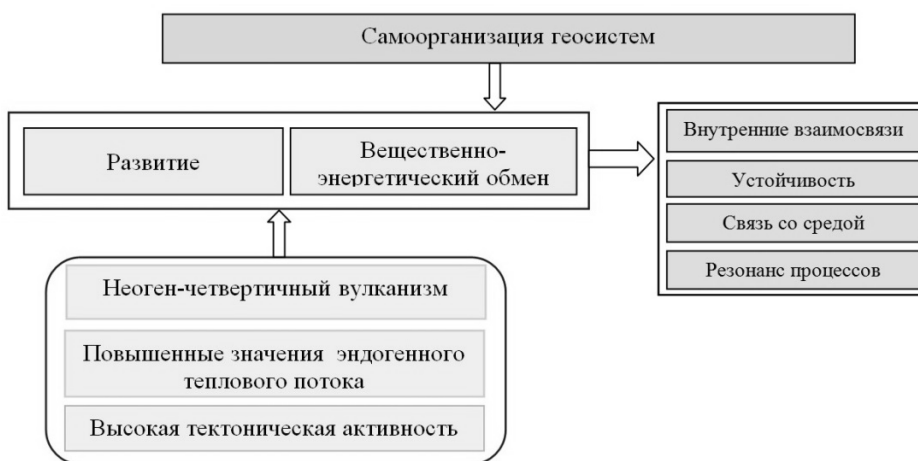 Самоорганизация геосистем
Развитие
Вещественно-
энергетический обмен
Внутренние взаимосвязи
Устойчивость
Связь со средой
Резонанс процессов
Неоген-четвертичный вулканизм
Повышенные значения эндогенного
теплового потока
Высокая тектоническая активность